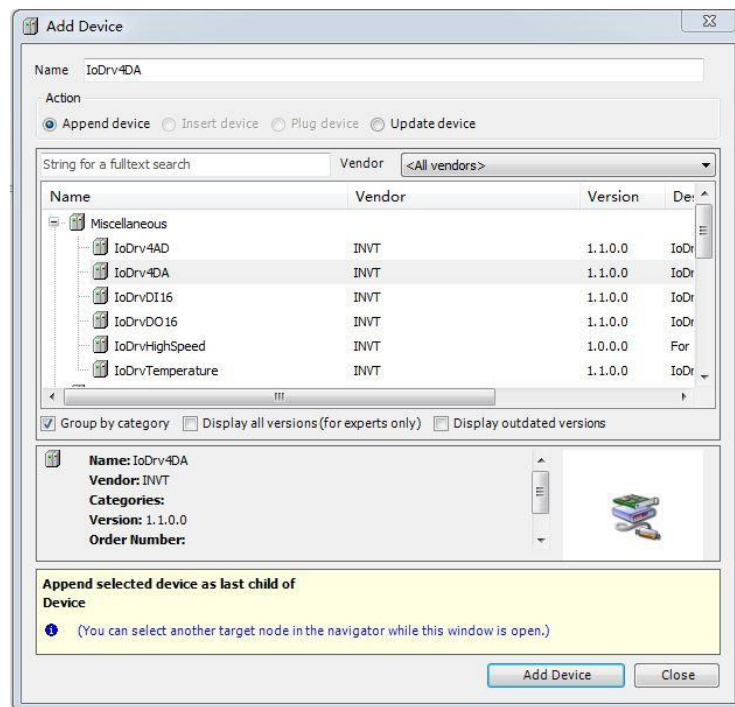 Add Device
Name IoDrv4DA
Action
Append device Insert device Plug device Update device
String for a fulltext search Vendor <All vendors>
Name Vendor Version De
Miscellaneous
IoDrv4AD INVT 1.1.0.0 IoDr
IoDrv4DA INVT 1.1.0.0 IoDr
IoDrvDI16 INVT 1.1.0.0 IoDr
IoDrvDO16 INVT 1.1.0.0 IoDr
IoDrvHighSpeed INVT 1.0.0.0 For
IoDrvTemperature INVT 1.1.0.0 IoDr
Group by category Display all versions (for experts only) Display outdated versions
Name: IoDrv4DA
Vendor: INVT
Categories:
Version: 1.1.0.0
Order Number:
Append selected device as last child of
Device
(You can select another target node in the navigator while this window is open.)
Add Device Close